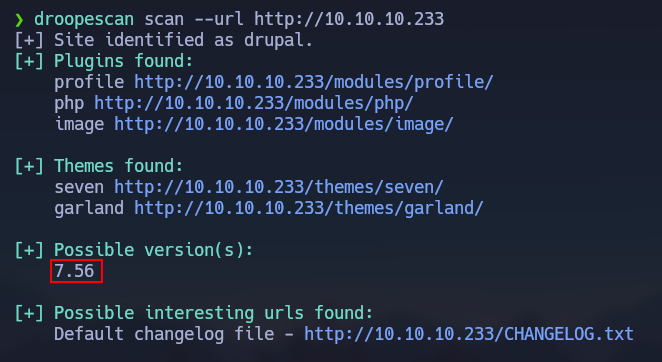 ❯ droopescan scan --url http://10.10.10.233
[+] Site identified as drupal.
[+] Plugins found:
profile http://10.10.10.233/modules/profile/
php http://10.10.10.233/modules/php/
image http://10.10.10.233/modules/image/
[+] Themes found:
seven http://10.10.10.233/themes/seven/
garland http://10.10.10.233/themes/garland/
[+] Possible version(s):
7.56
[+] Possible interesting urls found:
Default changelog file - http://10.10.10.233/CHANGELOG.txt